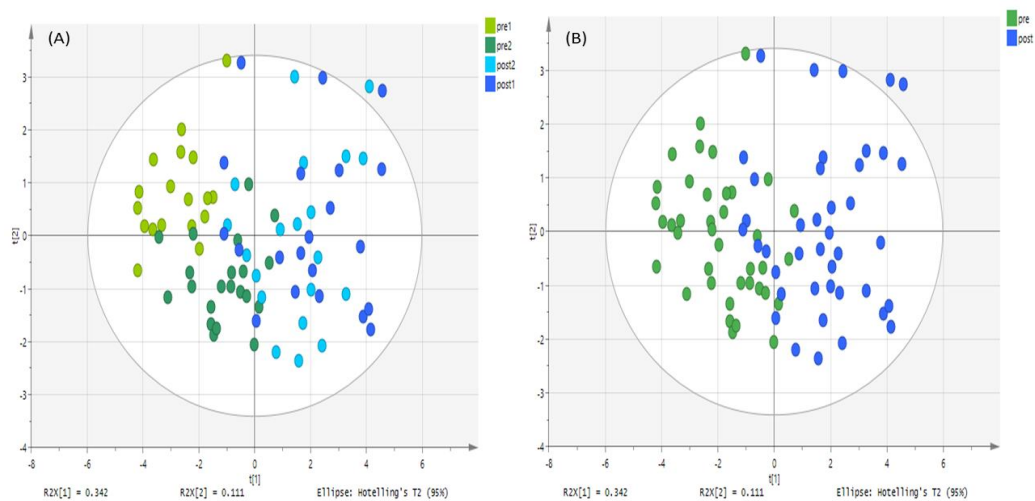 (A)
pre1
pre2
post2
post1
3
2
1
0
-1
-2
-3
-4
t[2]
-8 -6 -4 -2 0 2 4 6
t[1]
R2X[1] = 0.342 R2X[2] = 0.111 Ellipse: Hotelling's T2 (95%)
(B)
pre
post
3
2
1
0
-1
-2
-3
-4
t[2]
-8 -6 -4 -2 0 2 4 6 8
t[1]
R2X[1] = 0.342 R2X[2] = 0.111 Ellipse: Hotelling's T2 (95%)